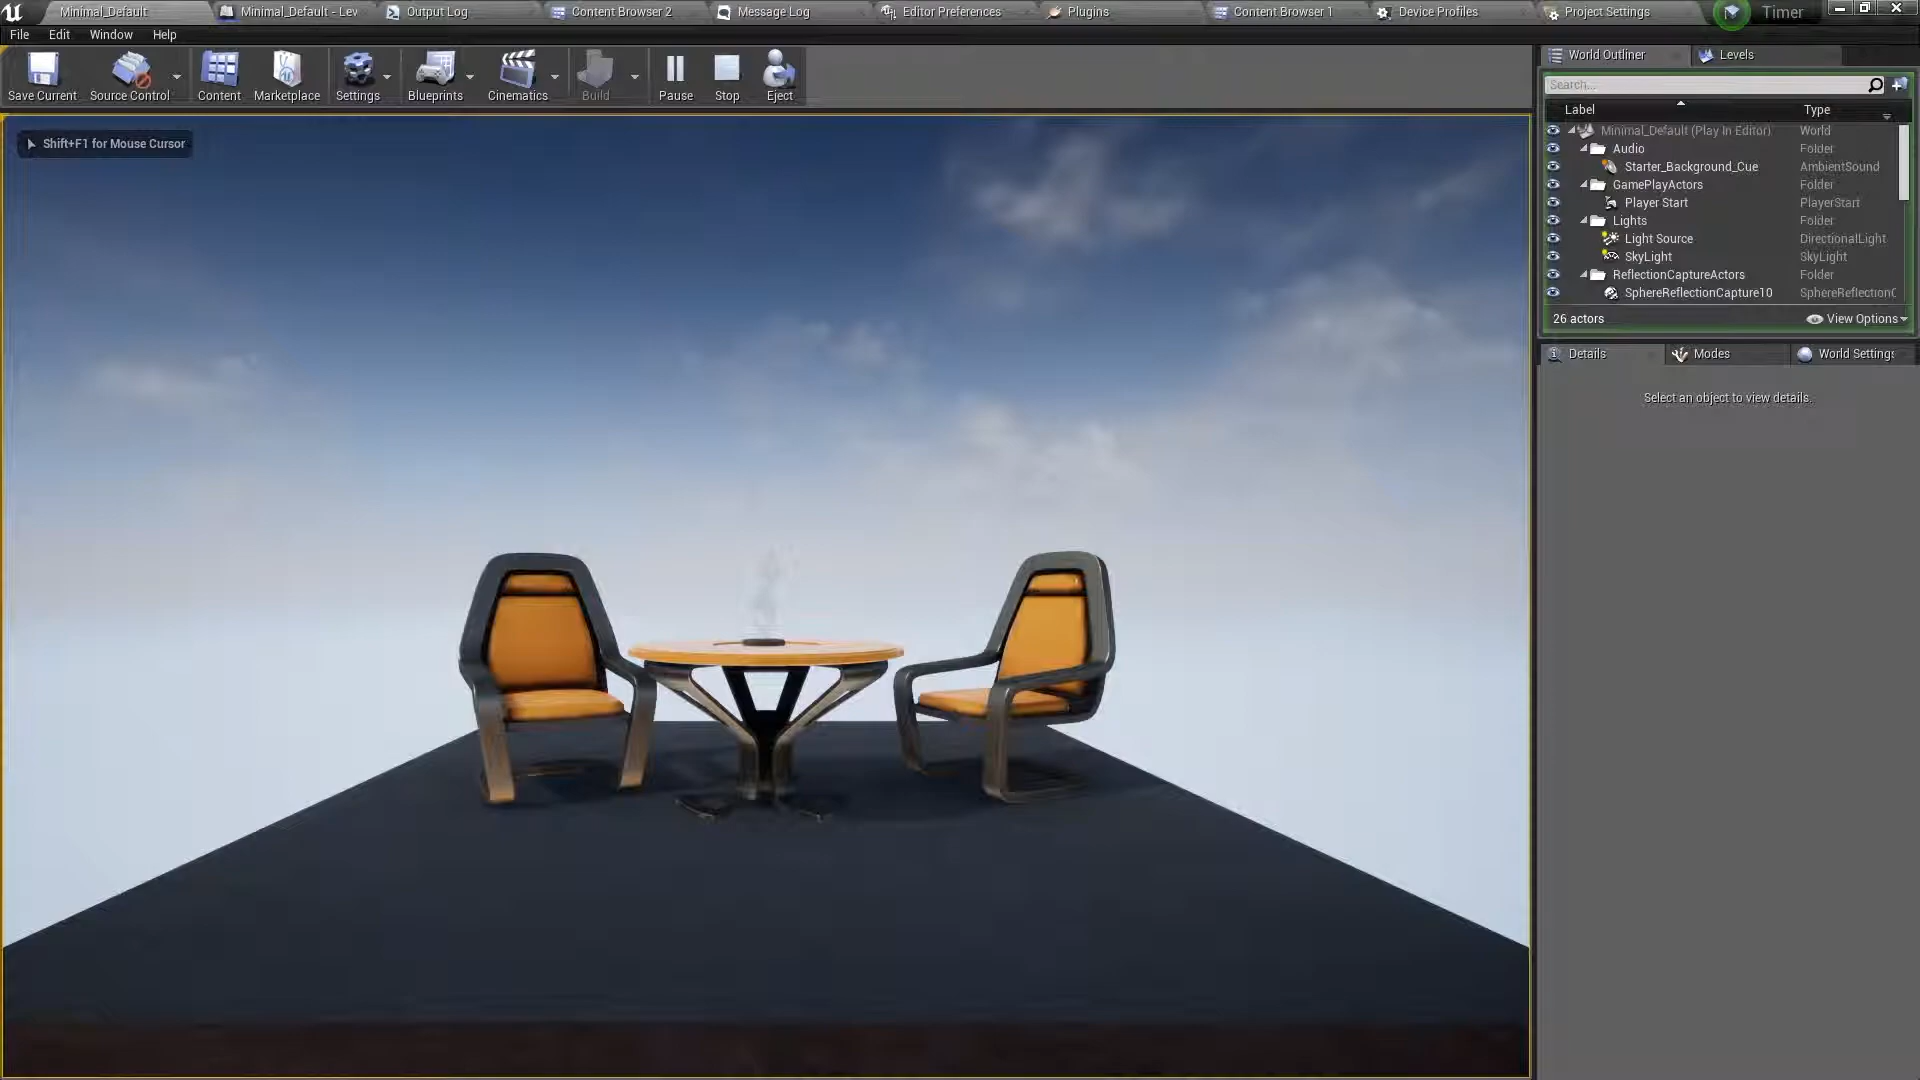 Minimal_Default
Minimal_Default - Lev
Output Log
Content Browser 2
Message Log
Editor Preferences
Plugins
Content Browser 1
Device Profiles
Project Settings
Timer
File
Edit
Window
Help
Save Current
Source Control
Content
Marketplace
Settings
Blueprints
Cinematics
Build
Pause
Stop
Eject
Shift+F1 for Mouse Cursor
World Outliner
Levels
Search...
Label
Type
Minimal_Default (Play In Editor)
World
Audio
Folder
Starter_Background_Cue
AmbientSound
GamePlayActors
Folder
Player Start
PlayerStart
Lights
Folder
Light Source
DirectionalLight
SkyLight
SkyLight
ReflectionCaptureActors
Folder
SphereReflectionCapture10
SphereReflectionC
26 actors
View Options
Details
Modes
World Settings
Select an object to view details.